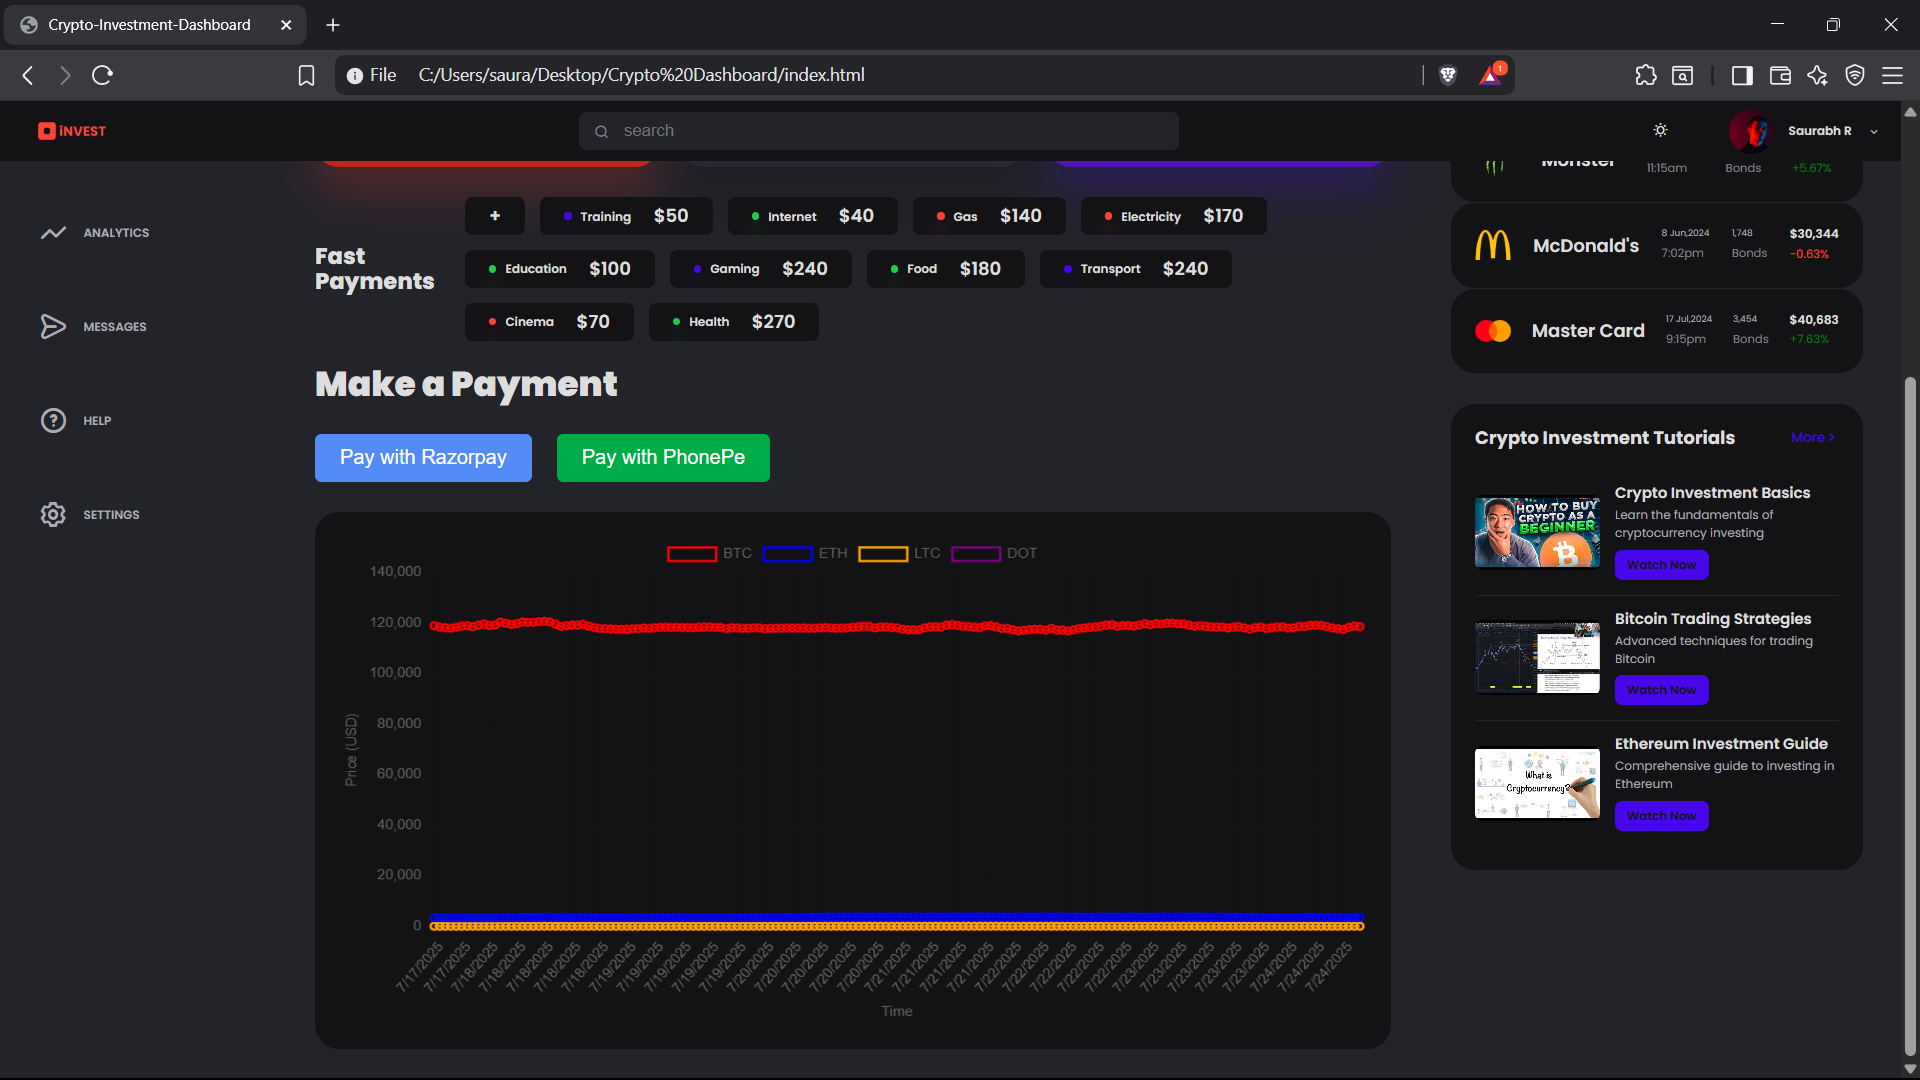 Crypto-Investment-Dashboard
File C:/Users/saura/Desktop/Crypto%20Dashboard/index.html
1
iNVEST
search
Saurabh R
ANALYTICS
MESSAGES
HELP
SETTINGS
Fast
Payments
+
Training $50
Internet $40
Gas $140
Electricity $170
Education $100
Gaming $240
Food $180
Transport $240
Cinema $70
Health $270
Make a Payment
Pay with Razorpay
Pay with PhonePe
BTC ETH LTC DOT
140,000
120,000
100,000
80,000
60,000
40,000
20,000
0
Price (USD)
7/17/2025
7/17/2025
7/18/2025
7/18/2025
7/18/2025
7/18/2025
7/18/2025
7/19/2025
7/19/2025
7/19/2025
7/19/2025
7/19/2025
7/20/2025
7/20/2025
7/20/2025
7/20/2025
7/20/2025
7/21/2025
7/21/2025
7/21/2025
7/21/2025
7/22/2025
7/22/2025
7/22/2025
7/22/2025
7/22/2025
7/23/2025
7/23/2025
7/23/2025
7/23/2025
7/23/2025
7/24/2025
7/24/2025
7/24/2025
Time
Monster
11:15am
Bonds
+5.67%
McDonald's
8 Jun,2024
7:02pm
1,748
Bonds
$30,344
-0.63%
Master Card
17 Jul,2024
9:15pm
3,454
Bonds
$40,683
+7.63%
Crypto Investment Tutorials
More >
HOW TO BUY
CRYPTO AS A
BEGINNER
Crypto Investment Basics
Learn the fundamentals of
cryptocurrency investing
Watch Now
Bitcoin Trading Strategies
Advanced techniques for trading
Bitcoin
Watch Now
What is
Cryptocurrency?
Ethereum Investment Guide
Comprehensive guide to investing in
Ethereum
Watch Now